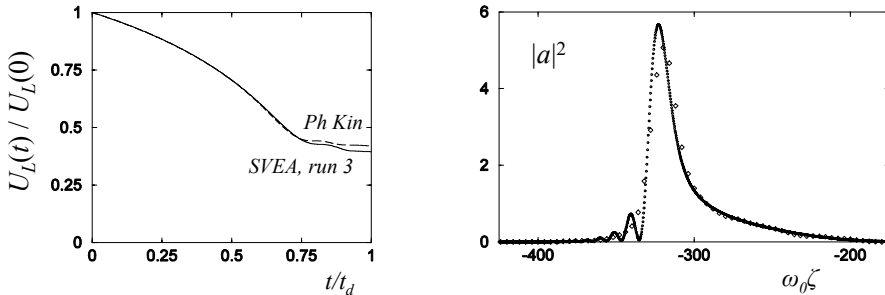 U_L(t) / U_L(0)
1
0.75
0.5
0.25
0
Ph Kin
SVEA, run 3
0 0.25 0.5 0.75 1
t/t_d
|a|^2
6
4
2
0
-400 -300 -200
ω_0ζ